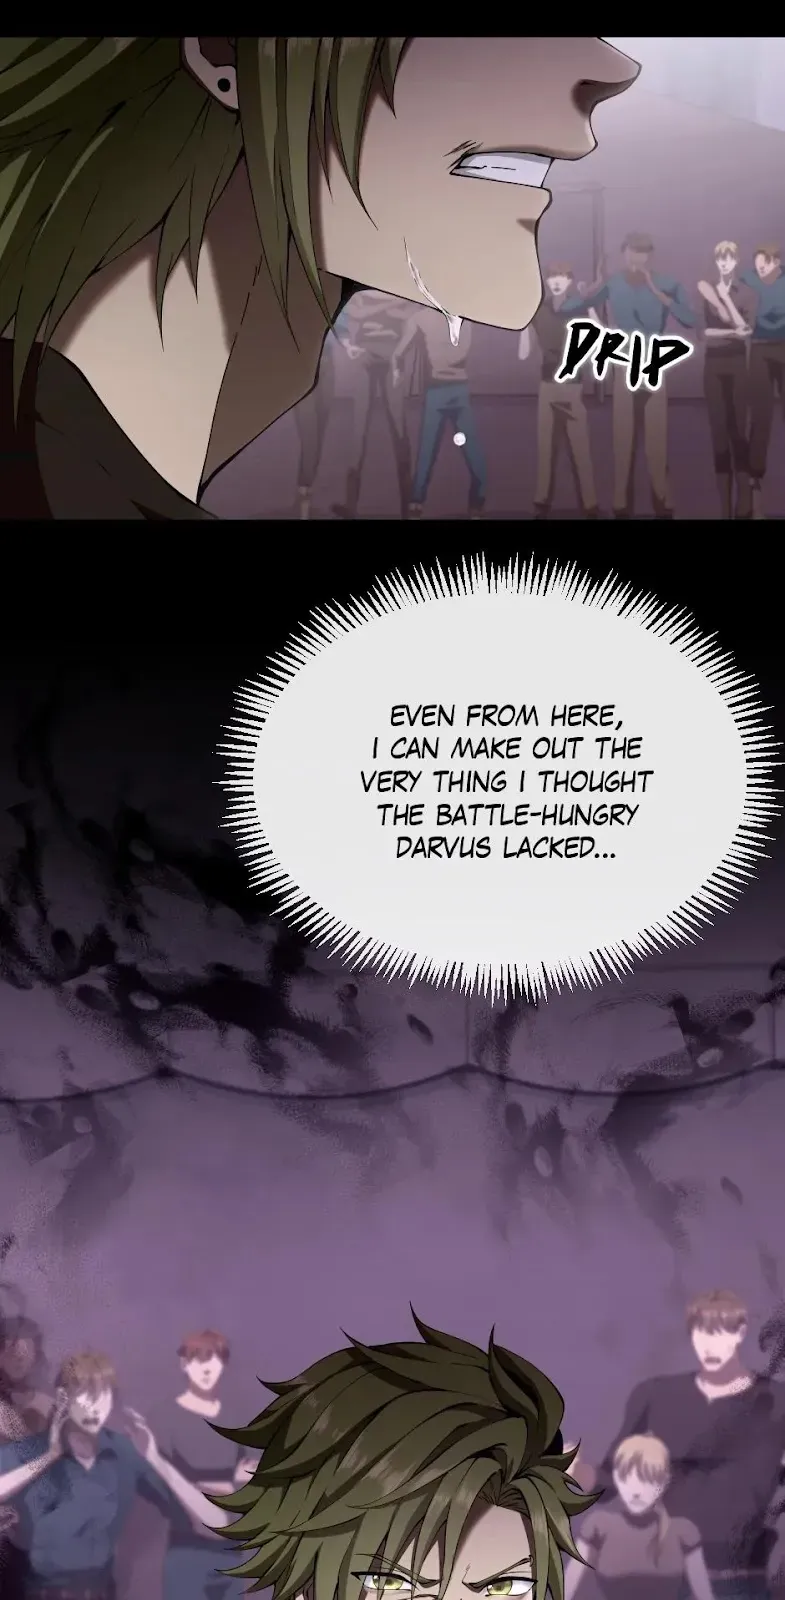 DRIP
EVEN FROM HERE,
I CAN MAKE OUT THE
VERY THING I THOUGHT
THE BATTLE-HUNGRY
DARVUS LACKED...